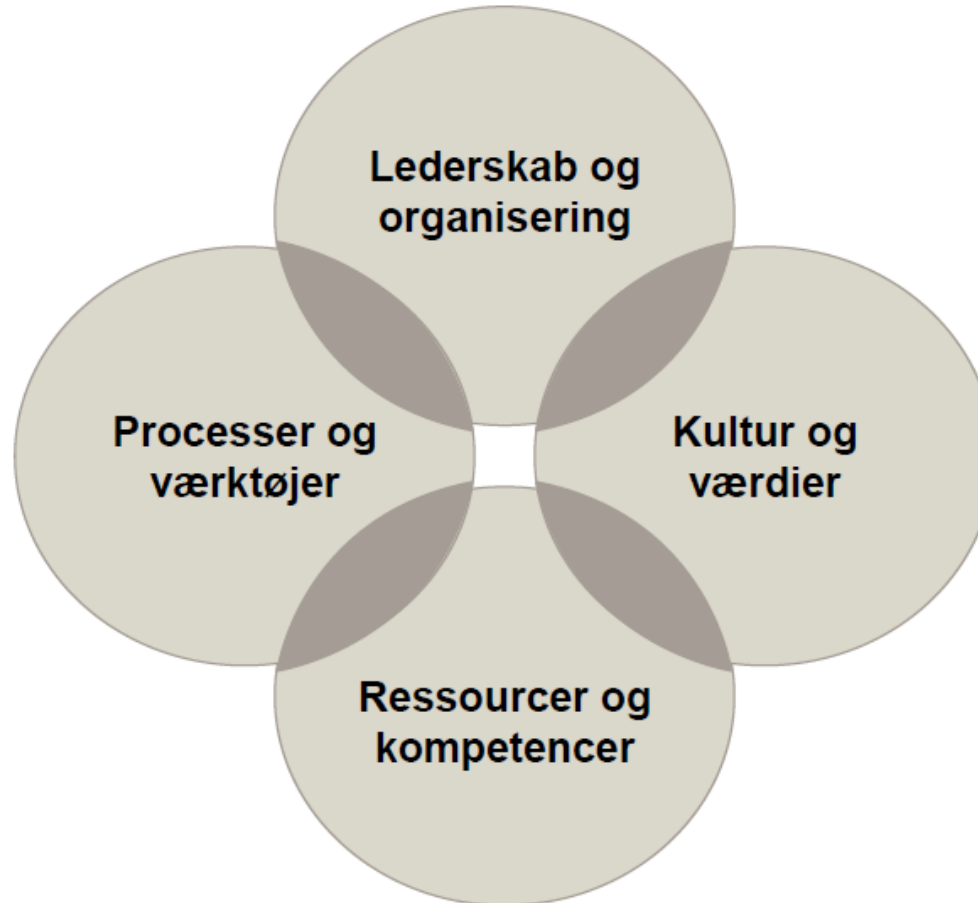 Lederskab og
organisering
Processer og
værktøjer
Kultur og
værdier
Ressourcer og
kompetencer